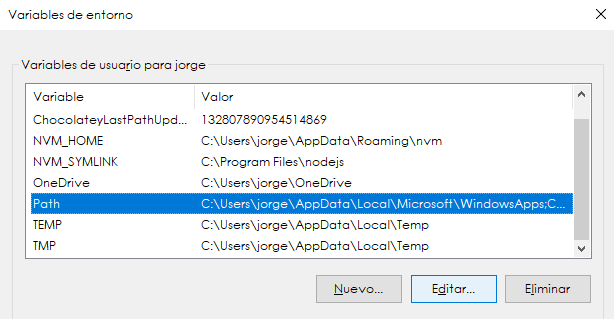 Variables de entorno
Variables de usuario para jorge
Variable Valor
ChocolateyLastPathUpd... 132807890954514869
NVM_HOME C:\Users\jorge\AppData\Roaming\nvm
NVM_SYMLINK C:\Program Files\nodejs
OneDrive C:\Users\jorge\OneDrive
Path C:\Users\jorge\AppData\Local\Microsoft\WindowsApps;C...
TEMP C:\Users\jorge\AppData\Local\Temp
TMP C:\Users\jorge\AppData\Local\Temp
Nuevo... Editar... Eliminar